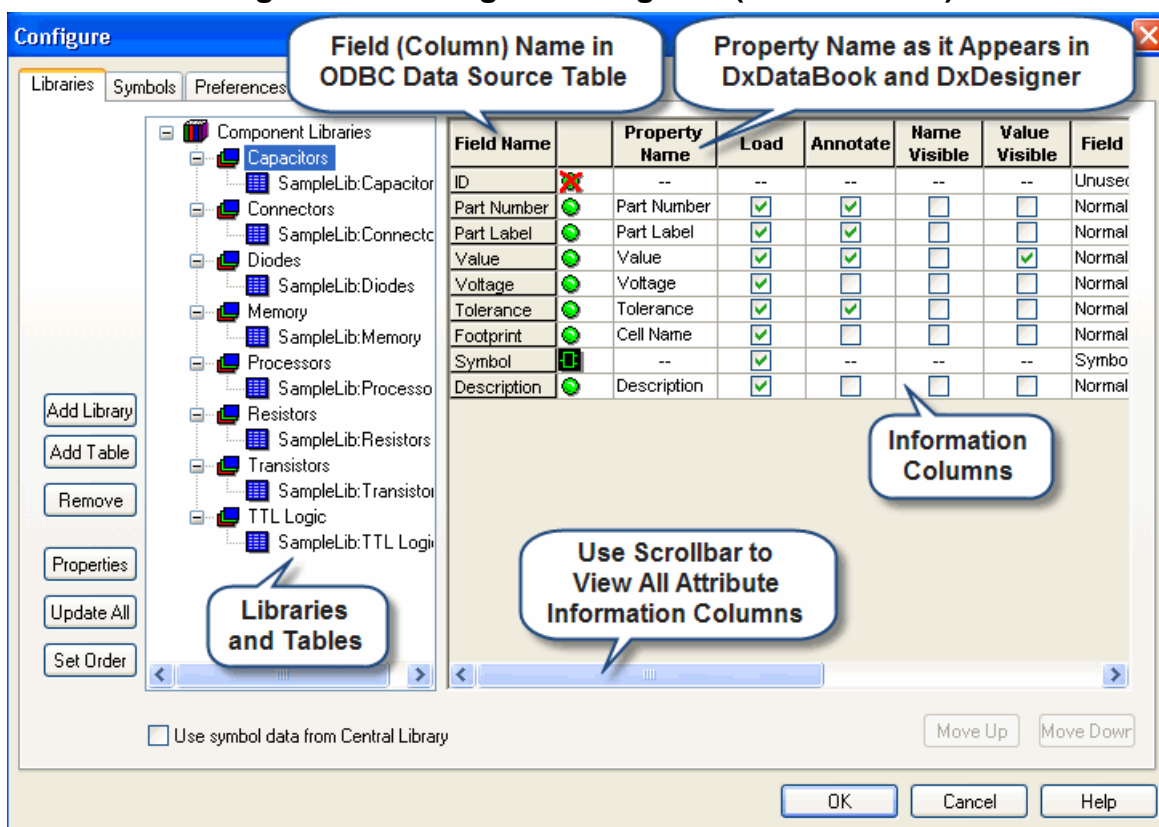 Configure
Field (Column) Name in
ODBC Data Source Table
Property Name as it Appears in
DxDataBook and DxDesigner
Libraries Symbols Preferences
Component Libraries
Capacitors
SampleLib:Capacitor
Connectors
SampleLib:Connectc
Diodes
SampleLib:Diodes
Memory
SampleLib:Memory
Processors
SampleLib:Processo
Resistors
SampleLib:Resistors
Transistors
SampleLib:Transistor
TTL Logic
SampleLib:TTL Logic
Field Name Property Name Load Annotate Name Visible Value Visible Field
ID -- -- -- -- -- Unused
Part Number Part Number Normal
Part Label Part Label Normal
Value Value Normal
Voltage Voltage Normal
Tolerance Tolerance Normal
Footprint Cell Name Normal
Symbol -- -- -- -- Symbo
Description Description Normal
Add Library
Add Table
Remove
Properties
Update All
Set Order
Information
Columns
Use Scrollbar to
View All Attribute
Information Columns
Libraries
and Tables
Use symbol data from Central Library
Move Up Move Down
OK Cancel Help